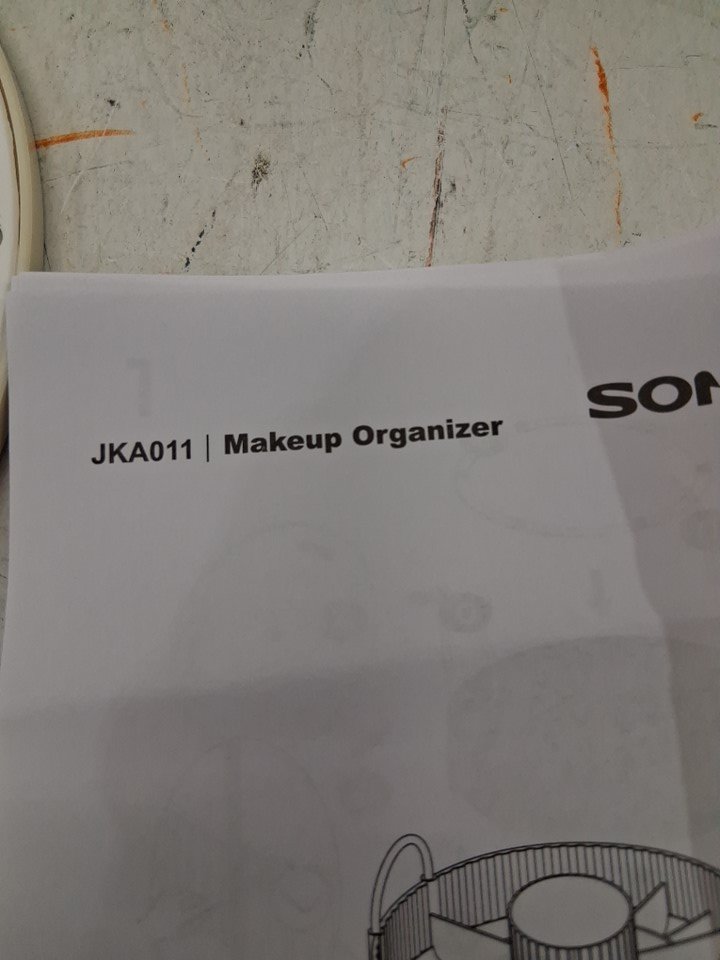 JKA011 | Makeup Organizer
SON